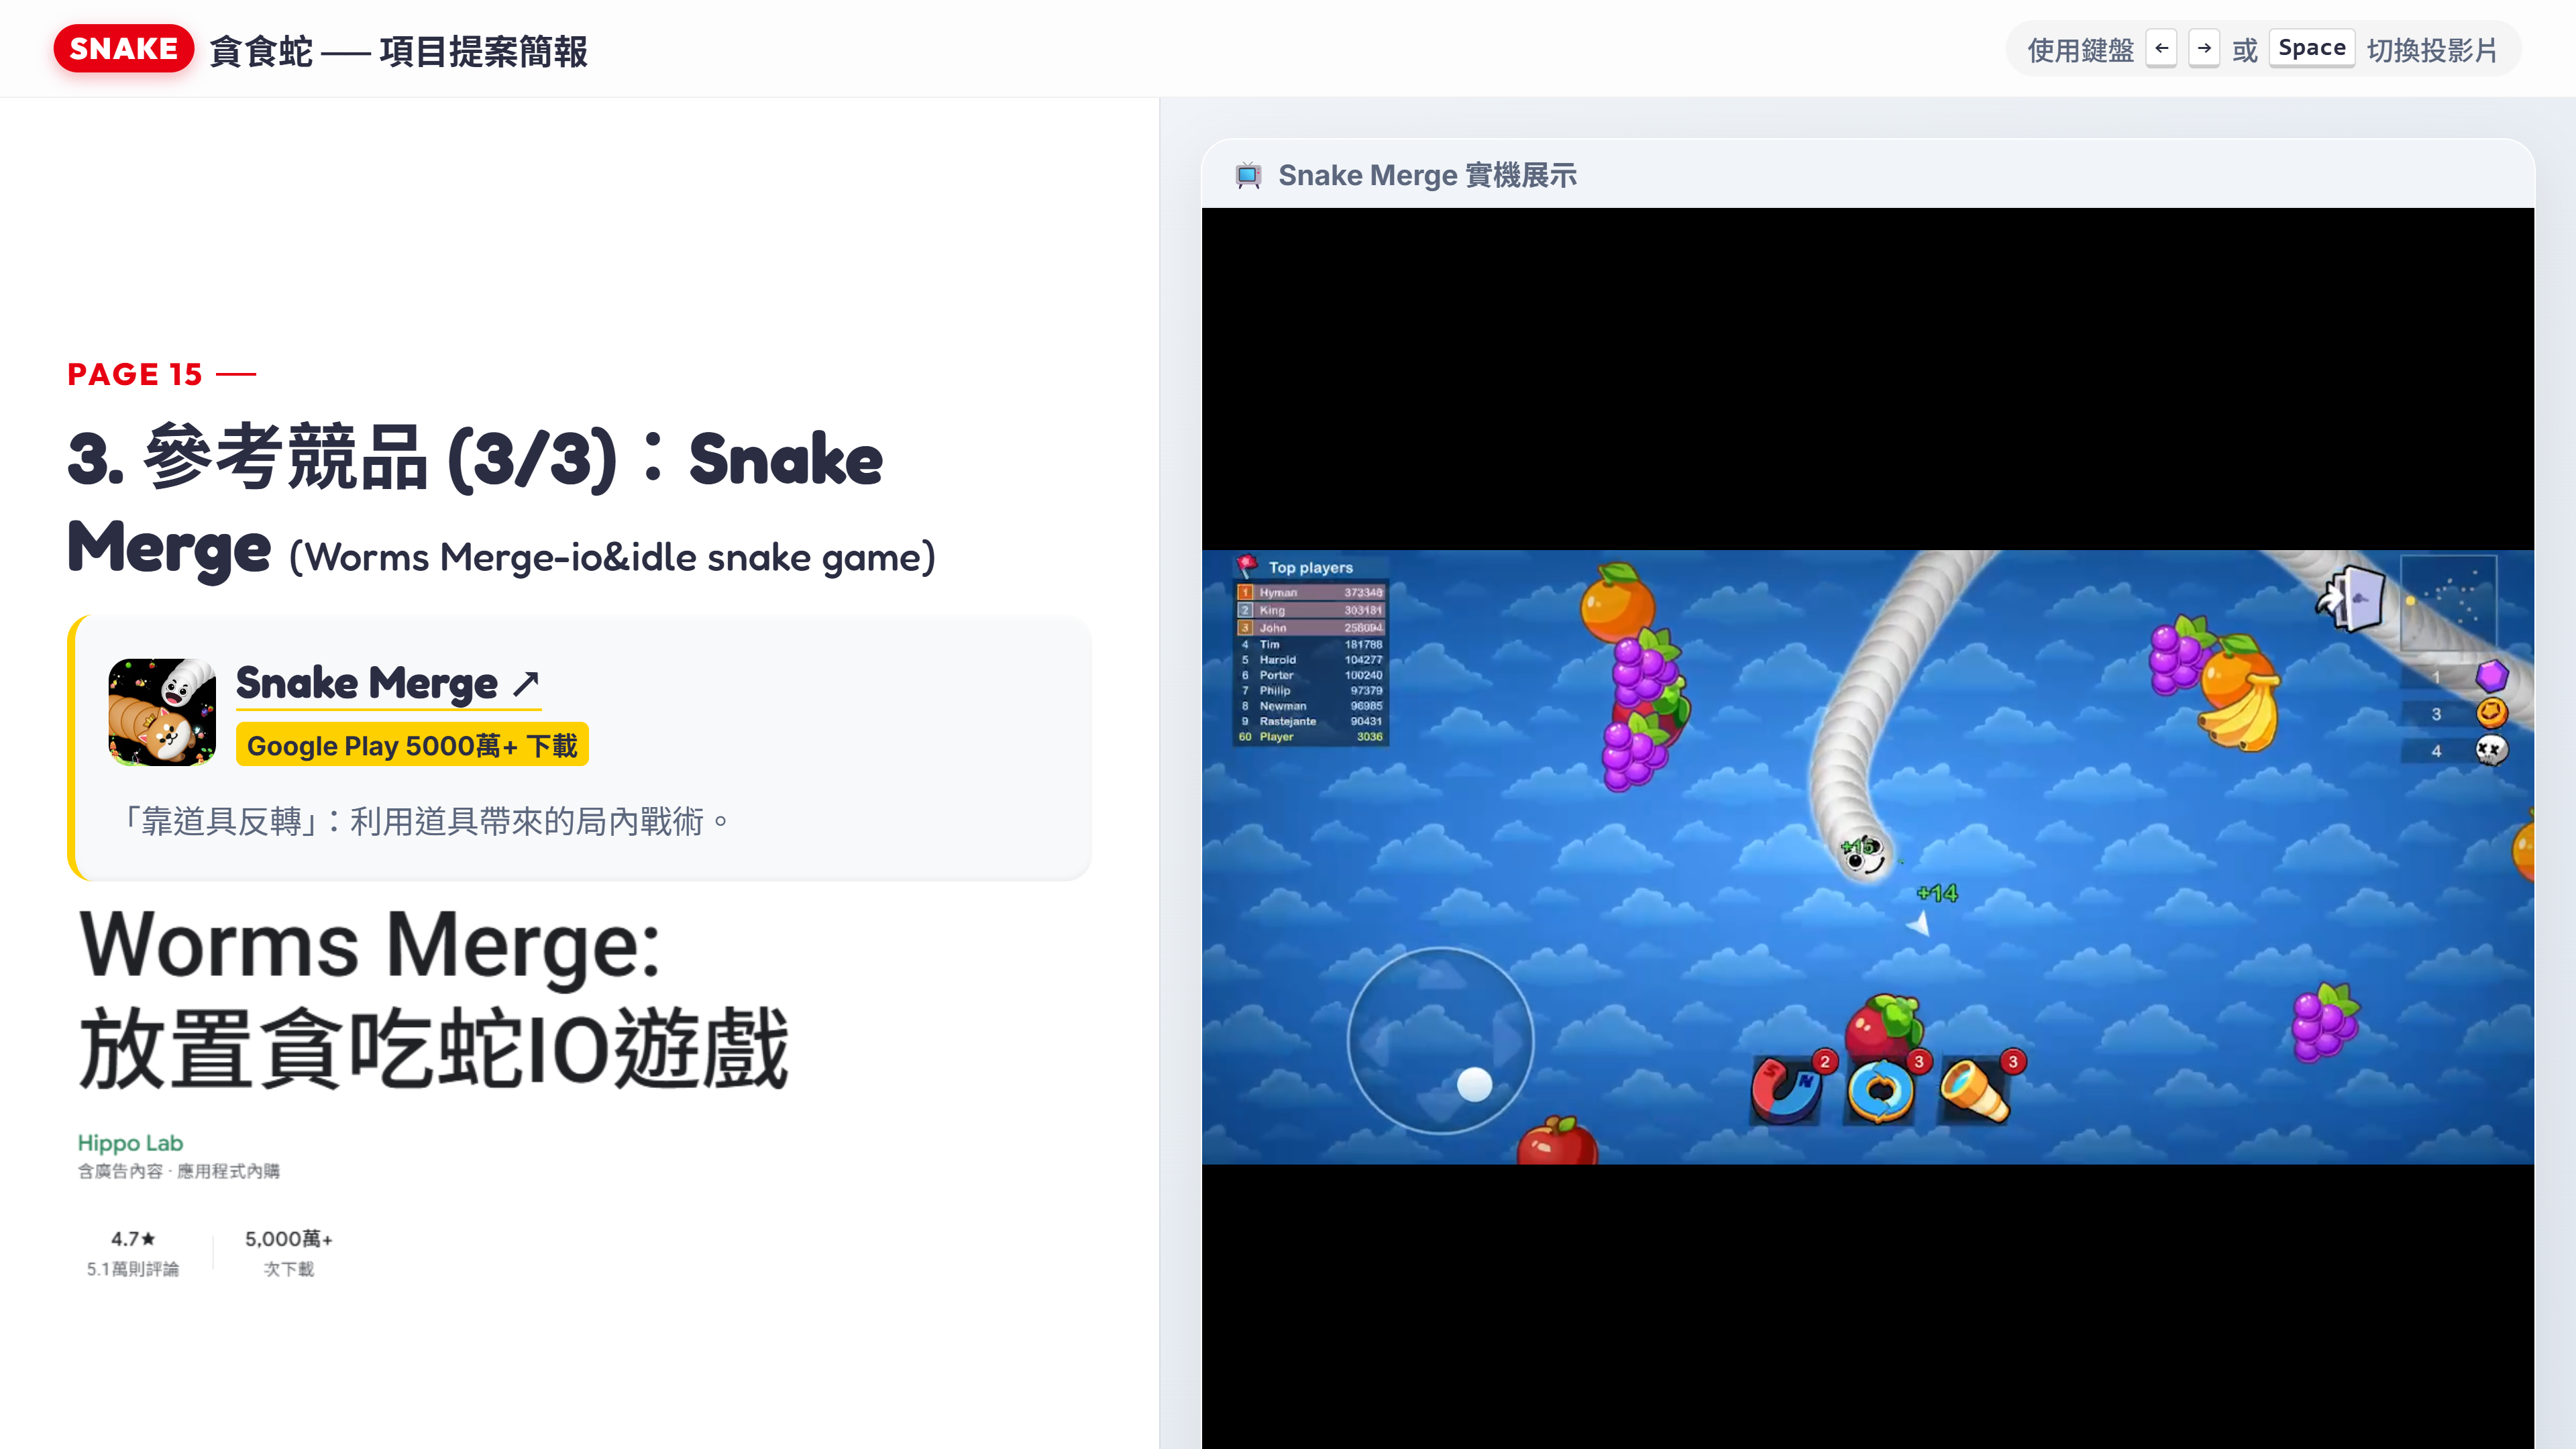 SNAKE 貪食蛇 —— 項目提案簡報
使用鍵盤 ← → 或 Space 切換投影片
PAGE 15 —
3. 參考競品 (3/3)：Snake
Merge (Worms Merge-io&idle snake game)
Snake Merge ↗
Google Play 5000萬+ 下載
「靠道具反轉」：利用道具帶來的局內戰術。
Worms Merge:
放置貪吃蛇IO遊戲
Hippo Lab
含廣告內容 · 應用程式內購
4.7★ 5,000萬+
5.1萬則評論 次下載
Snake Merge 實機展示
Top players
1 Hyman 373348
2 King 303181
3 John 258094
4 Tim 181788
5 Harold 104277
6 Porter 100240
7 Philip 97379
8 Newman 96985
9 Rastejante 90431
60 Player 3036
1
3
4
+15
+14
2 3 3
S N